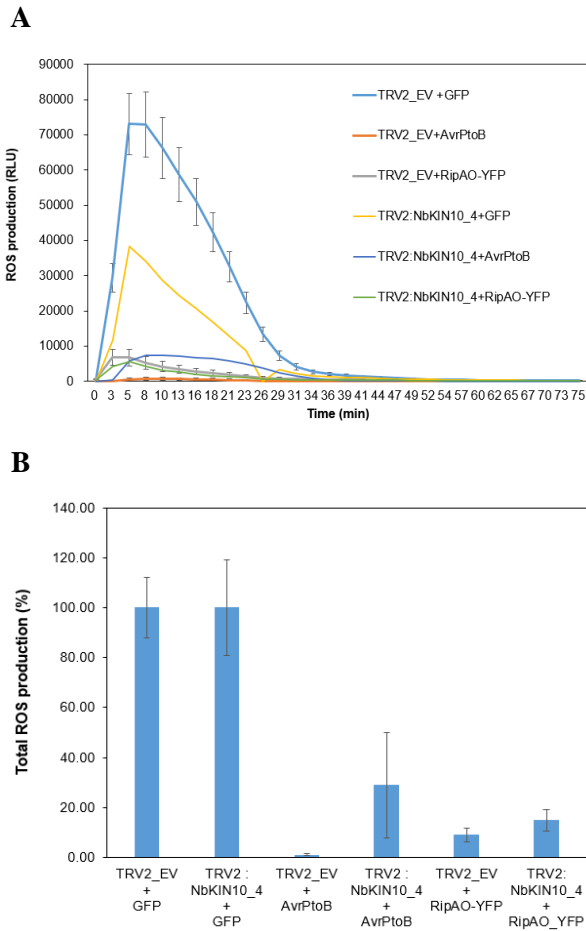 A
90000
80000
70000
60000
50000
40000
30000
20000
10000
0
ROS production (RLU)
TRV2_EV +GFP
TRV2_EV+AvrPtoB
TRV2_EV+RipAO-YFP
TRV2:NbKIN10_4+GFP
TRV2:NbKIN10_4+AvrPtoB
TRV2:NbKIN10_4+RipAO-YFP
0 3 5 8 10 13 16 18 21 23 26 29 31 34 36 39 41 44 47 49 52 54 57 60 62 65 67 70 73 75
Time (min)
B
140.00
120.00
100.00
80.00
60.00
40.00
20.00
0.00
Total ROS production (%)
TRV2_EV + GFP
TRV2 : NbKIN10_4 + GFP
TRV2_EV + AvrPtoB
TRV2 : NbKIN10_4 + AvrPtoB
TRV2_EV + RipAO-YFP
TRV2: NbKIN10_4 + RipAO_YFP